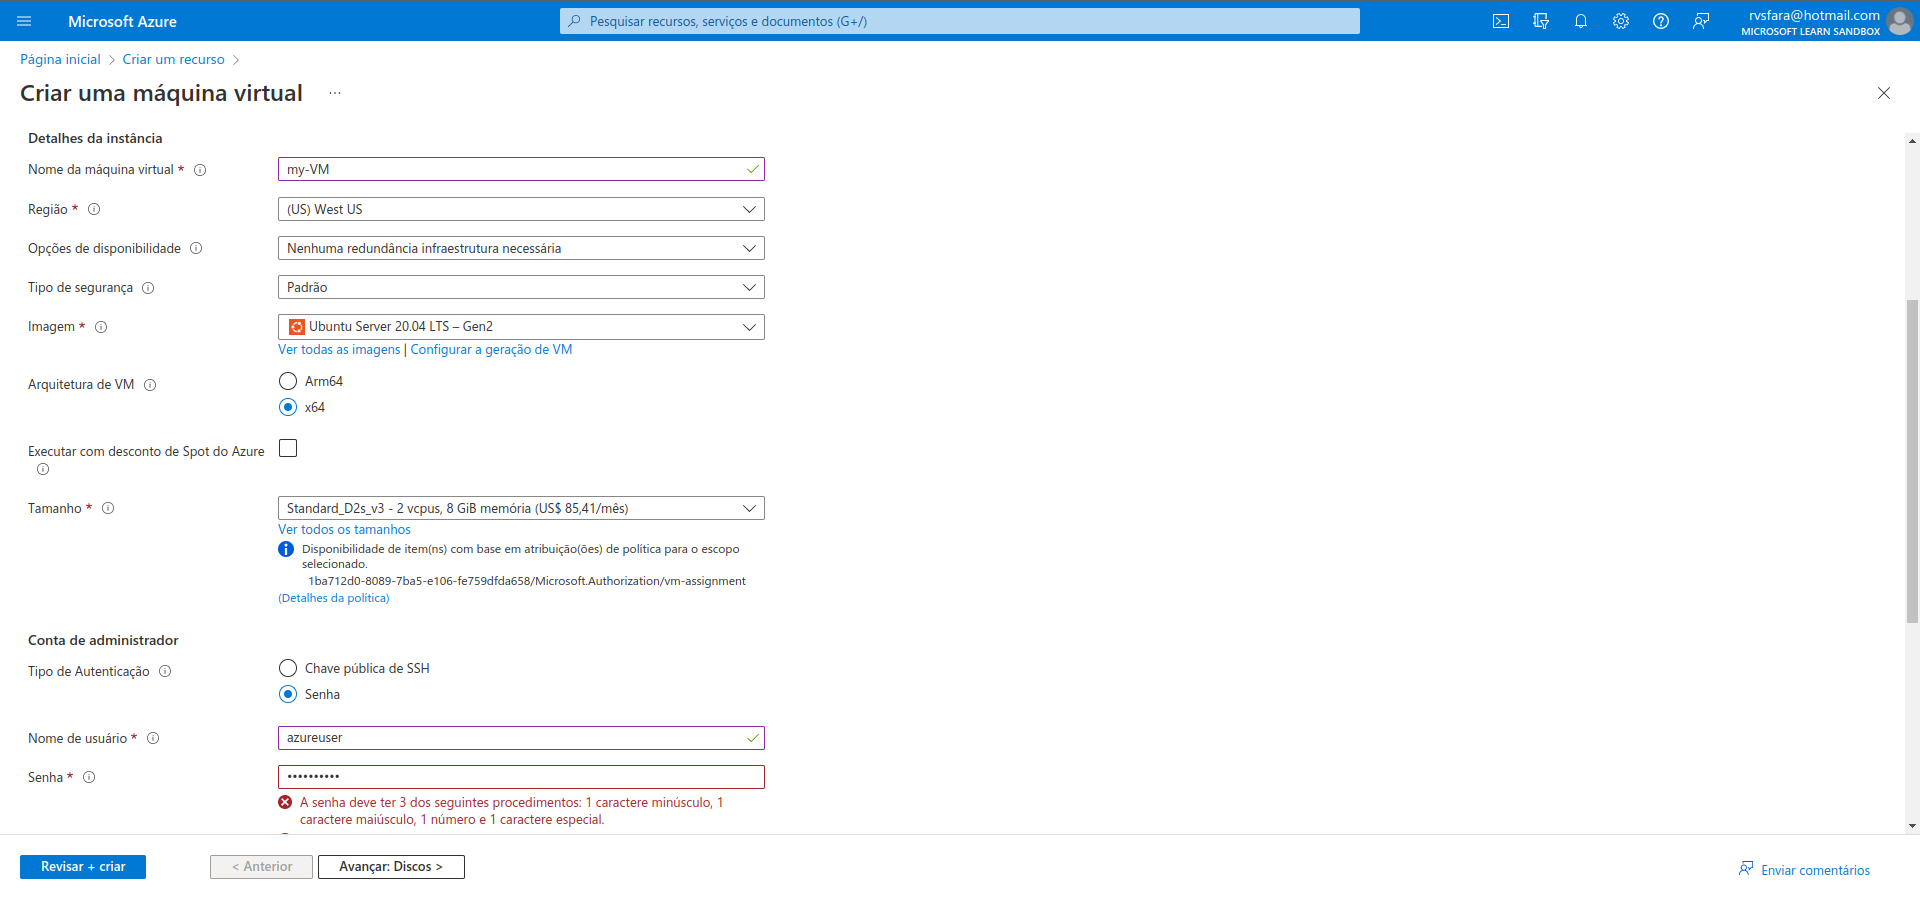 Microsoft Azure
Pesquisar recursos, serviços e documentos (G+/)
rvsfara@hotmail.com
MICROSOFT LEARN SANDBOX
Página inicial > Criar um recurso >
Criar uma máquina virtual ...
Detalhes da instância
Nome da máquina virtual * my-VM
Região * (US) West US
Opções de disponibilidade Nenhuma redundância infraestrutura necessária
Tipo de segurança Padrão
Imagem * Ubuntu Server 20.04 LTS – Gen2
Ver todas as imagens | Configurar a geração de VM
Arquitetura de VM
Arm64
x64
Executar com desconto de Spot do Azure
Tamanho * Standard_D2s_v3 - 2 vcpus, 8 GiB memória (US$ 85,41/mês)
Ver todos os tamanhos
Disponibilidade de item(ns) com base em atribuição(ões) de política para o escopo
selecionado.
1ba712d0-8089-7ba5-e106-fe759dfda658/Microsoft.Authorization/vm-assignment
(Detalhes da política)
Conta de administrador
Tipo de Autenticação
Chave pública de SSH
Senha
Nome de usuário * azureuser
Senha * ••••••••••
A senha deve ter 3 dos seguintes procedimentos: 1 caractere minúsculo, 1
caractere maiúsculo, 1 número e 1 caractere especial.
Revisar + criar
< Anterior
Avançar: Discos >
Enviar comentários